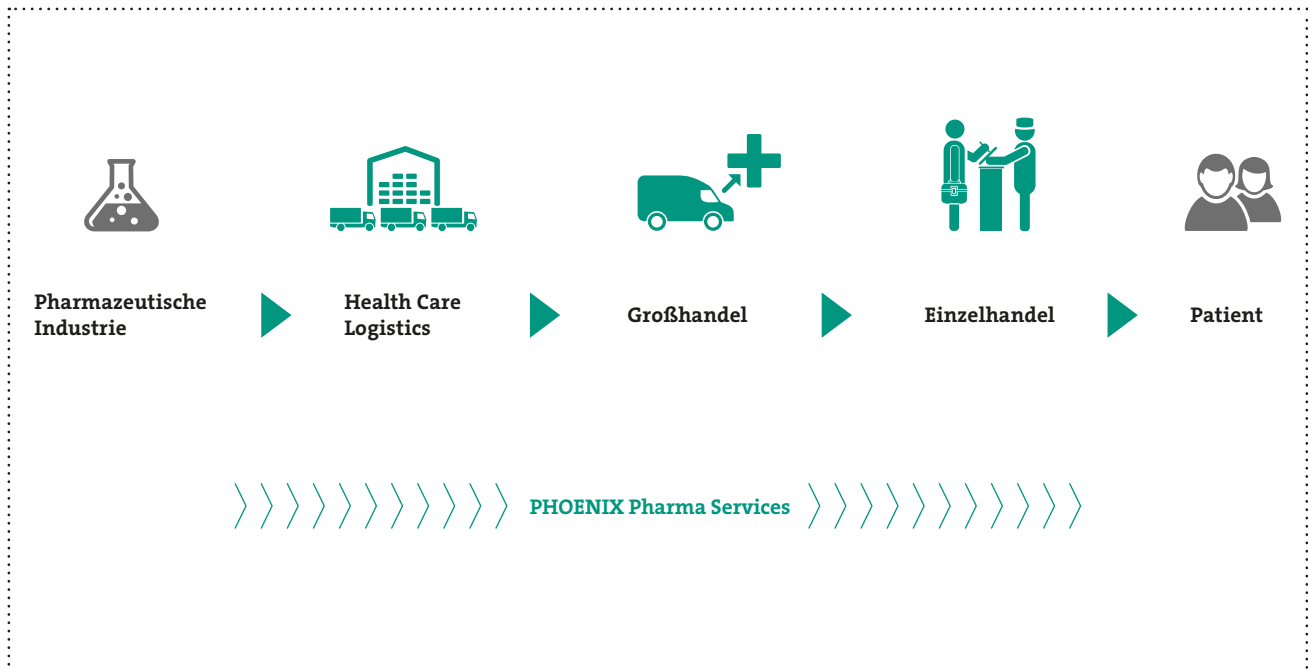 Pharmazeutische
Industrie
Health Care
Logistics
Großhandel
Einzelhandel
Patient
PHOENIX Pharma Services